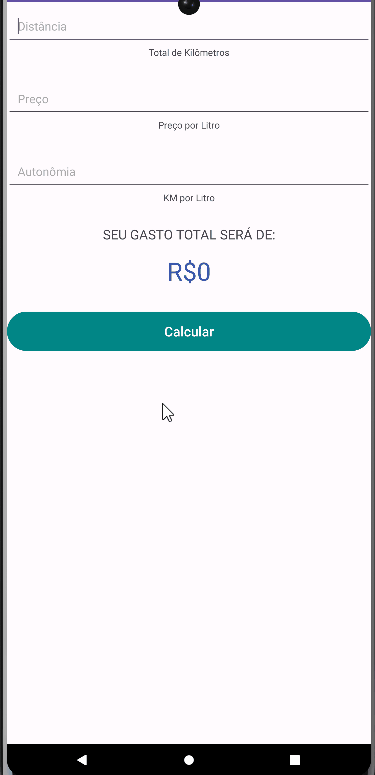 Distância
Total de Kilômetros
Preço
Preço por Litro
Autonômia
KM por Litro
SEU GASTO TOTAL SERÁ DE:
R$0
Calcular